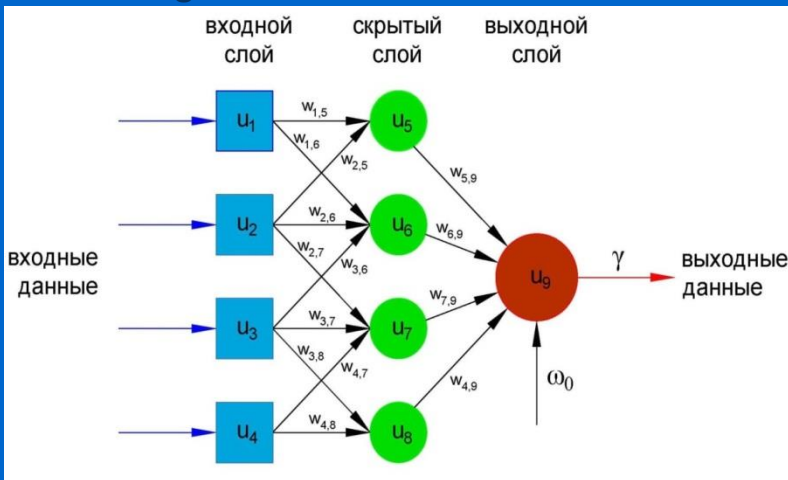 входной
слой
скрытый
слой
выходной
слой
u1
w1,5
w1,6
w2,5
u5
w5,9
u2
w2,6
w2,7
w3,6
u6
w6,9
входные
данные
u9
γ
выходные
данные
u3
w3,7
w3,8
w4,7
u7
w7,9
w4,9
ω0
u4
w4,8
u8